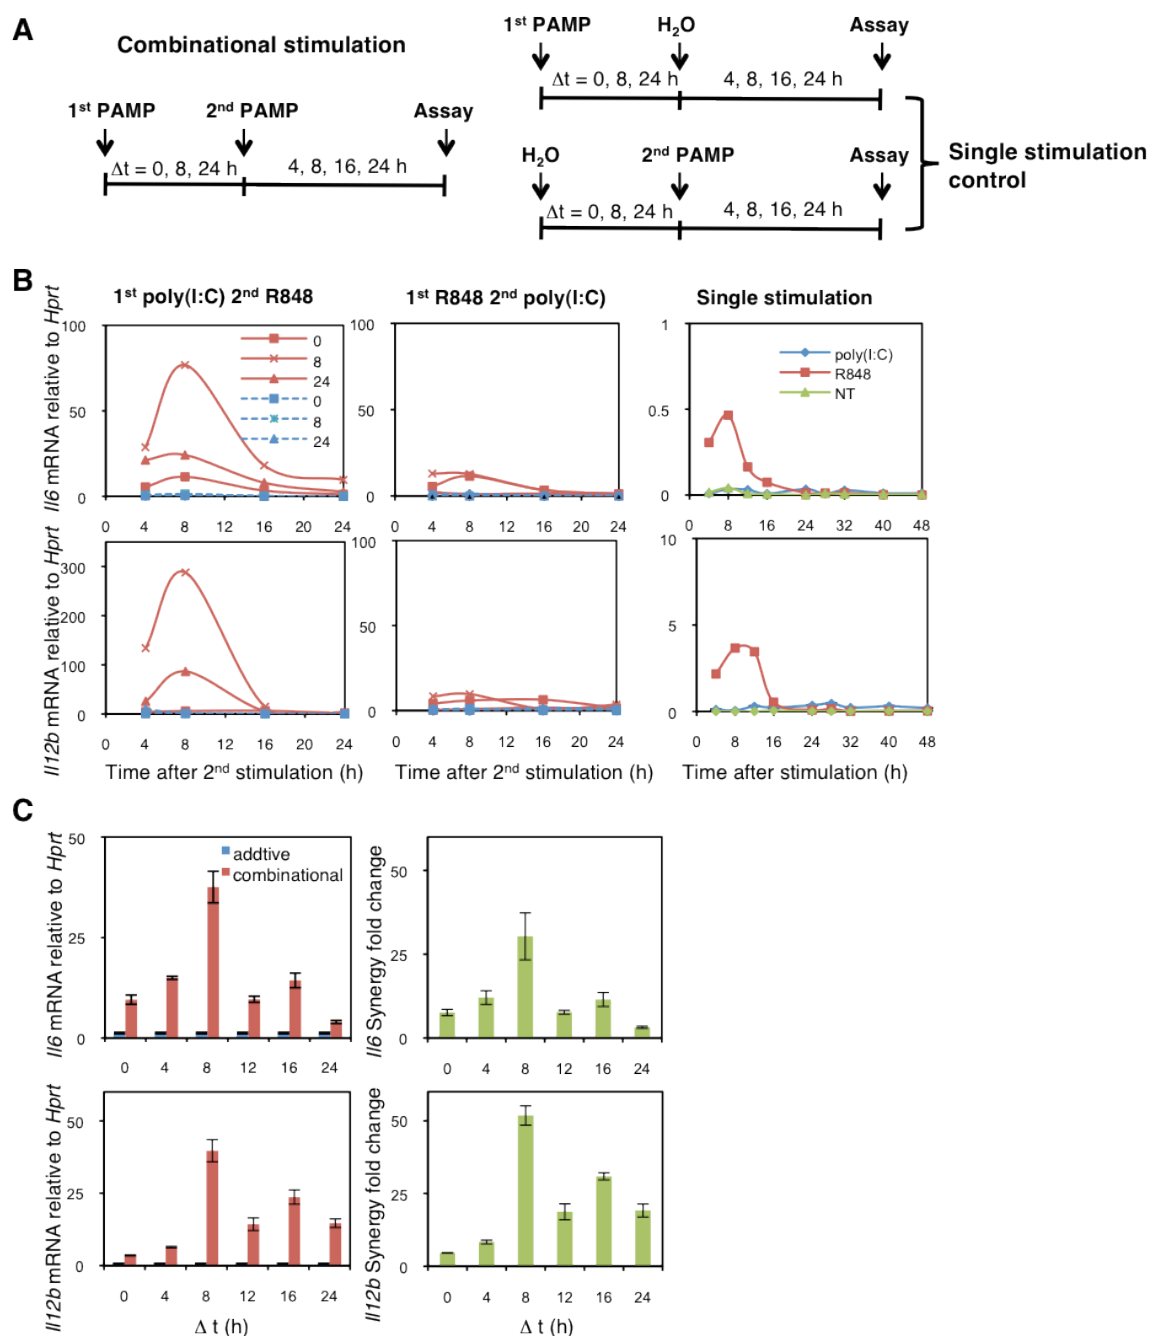 A
Combinational stimulation
1st PAMP
2nd PAMP
Assay
Δt = 0, 8, 24 h
4, 8, 16, 24 h
1st PAMP
H2O
Assay
Δt = 0, 8, 24 h
4, 8, 16, 24 h
H2O
2nd PAMP
Assay
Δt = 0, 8, 24 h
4, 8, 16, 24 h
Single stimulation
control
B
1st poly(I:C) 2nd R848
1st R848 2nd poly(I:C)
Single stimulation
Il6 mRNA relative to Hprt
100
50
0
0
8
24
0
8
24
0 4 8 12 16 20 24
100
50
0
0 4 8 12 16 20 24
1
0.5
0
poly(I:C)
R848
NT
0 8 16 24 32 40 48
Il12b mRNA relative to Hprt
300
200
100
0
0 4 8 12 16 20 24
Time after 2nd stimulation (h)
100
50
0
0 4 8 12 16 20 24
Time after 2nd stimulation (h)
10
5
0
0 8 16 24 32 40 48
Time after stimulation (h)
C
Il6 mRNA relative to Hprt
50
25
0
addtive
combinational
0 4 8 12 16 24
Il6 Synergy fold change
50
25
0
0 4 8 12 16 24
Il12b mRNA relative to Hprt
50
25
0
0 4 8 12 16 24
Δ t (h)
Il12b Synergy fold change
50
25
0
0 4 8 12 16 24
Δ t (h)